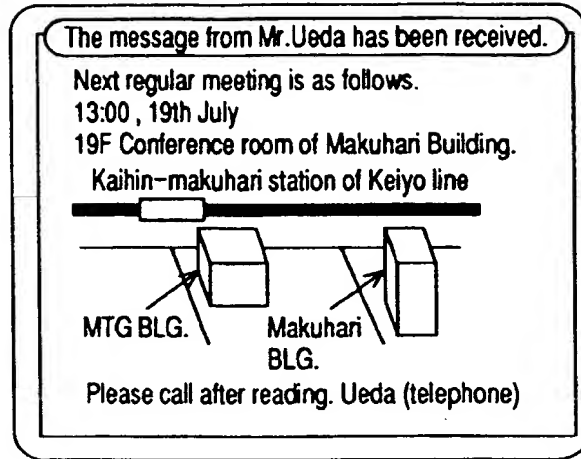 The message from Mr.Ueda has been received.
Next regular meeting is as follows.
13:00 , 19th July
19F Conference room of Makuhari Building.
Kaihin-makuhari station of Keiyo line
MTG BLG.
Makuhari
BLG.
Please call after reading. Ueda (telephone)